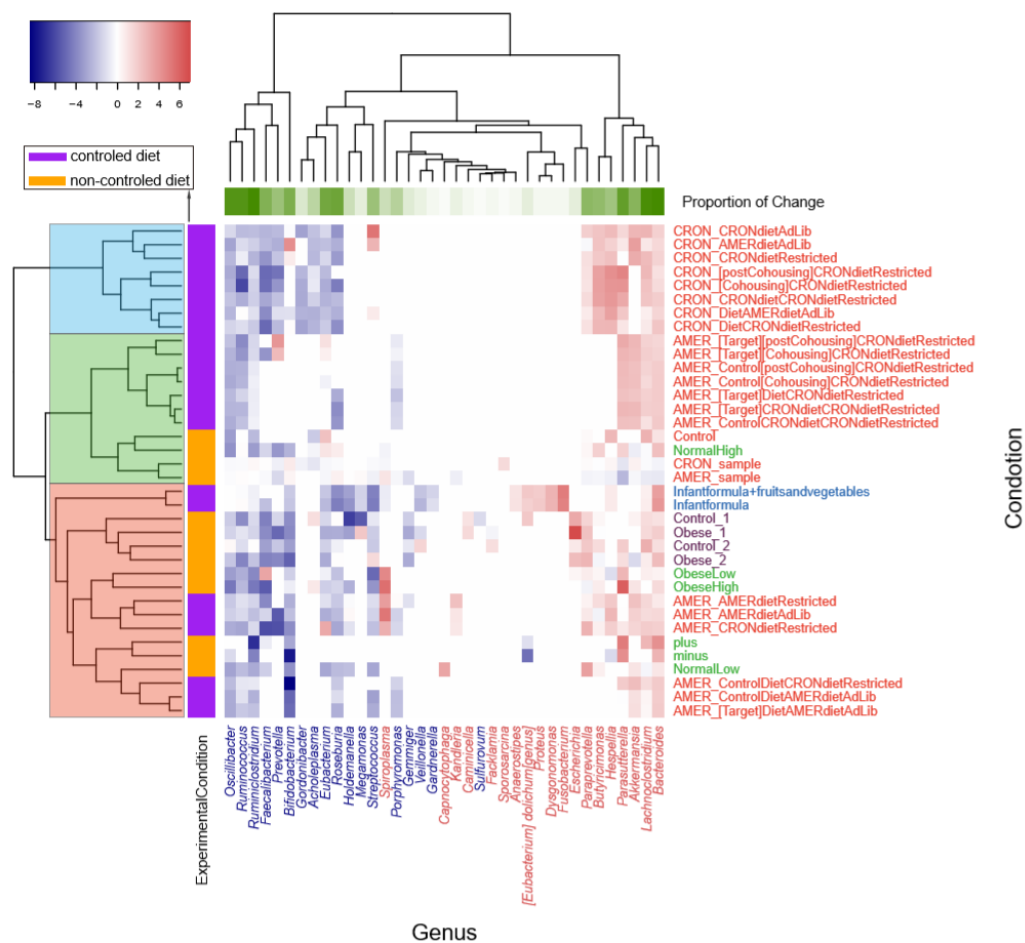 −8 −4 0 2 4 6
controled diet
non-controled diet
Proportion of Change
CRON_CRONdietAdLib
CRON_AMERdietAdLib
CRON_CRONdietRestricted
CRON_[postCohousing]CRONdietRestricted
CRON_[Cohousing]CRONdietRestricted
CRON_CRONdietCRONdietRestricted
CRON_DietAMERdietAdLib
CRON_DietCRONdietRestricted
AMER_[Target][postCohousing]CRONdietRestricted
AMER_[Target][Cohousing]CRONdietRestricted
AMER_Control[postCohousing]CRONdietRestricted
AMER_Control[Cohousing]CRONdietRestricted
AMER_[Target]DietCRONdietRestricted
AMER_[Target]CRONdietCRONdietRestricted
AMER_ControlCRONdietCRONdietRestricted
Control
NormalHigh
CRON_sample
AMER_sample
Infantformula+fruitsandvegetables
Infantformula
Control_1
Obese_1
Control_2
Obese_2
ObeseLow
ObeseHigh
AMER_AMERdietRestricted
AMER_AMERdietAdLib
AMER_CRONdietRestricted
plus
minus
NormalLow
AMER_ControlDietCRONdietRestricted
AMER_ControlDietAMERdietAdLib
AMER_[Target]DietAMERdietAdLib
Condotion
ExperimentalCondition
Oscillibacter
Ruminococcus
Ruminiclostridium
Faecalibacterium
Prevotella
Bifidobacterium
Gordonibacter
Acholeplasma
Eubacterium
Roseburia
Holdemanella
Megamonas
Streptococcus
Spiroplasma
Porphyromonas
Gemmiger
Veillonella
Gardnerella
Capnocytophaga
Kandleria
Caminicella
Sulfurovum
Facklamia
Sporosarcina
Anaerostipes
[Eubacterium] dolichum[genus]
Proteus
Dysgonomonas
Fusobacterium
Escherichia
Paraprevotella
Butyricimonas
Hespellia
Parasutterella
Akkermansia
Lachnoclostridium
Bacteroides
Genus